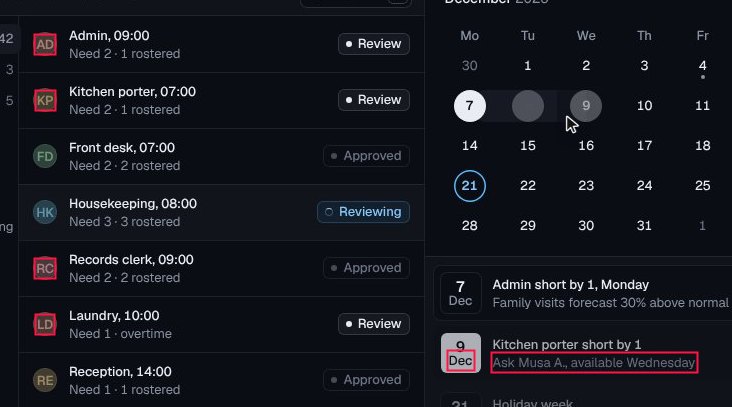 December 2026
42
3
5
ng
AD
Admin, 09:00
Need 2 · 1 rostered
Review
KP
Kitchen porter, 07:00
Need 2 · 1 rostered
Review
FD
Front desk, 07:00
Need 2 · 2 rostered
Approved
HK
Housekeeping, 08:00
Need 3 · 3 rostered
Reviewing
RC
Records clerk, 09:00
Need 2 · 2 rostered
Approved
LD
Laundry, 10:00
Need 1 · overtime
Review
RE
Reception, 14:00
Need 1 · 1 rostered
Approved
Mo Tu We Th Fr
30 1 2 3 4
7 9 10 11
14 15 16 17 18
21 22 23 24 25
28 29 30 31 1
7
Dec
Admin short by 1, Monday
Family visits forecast 30% above normal
9
Dec
Kitchen porter short by 1
Ask Musa A., available Wednesday
21
Holiday week